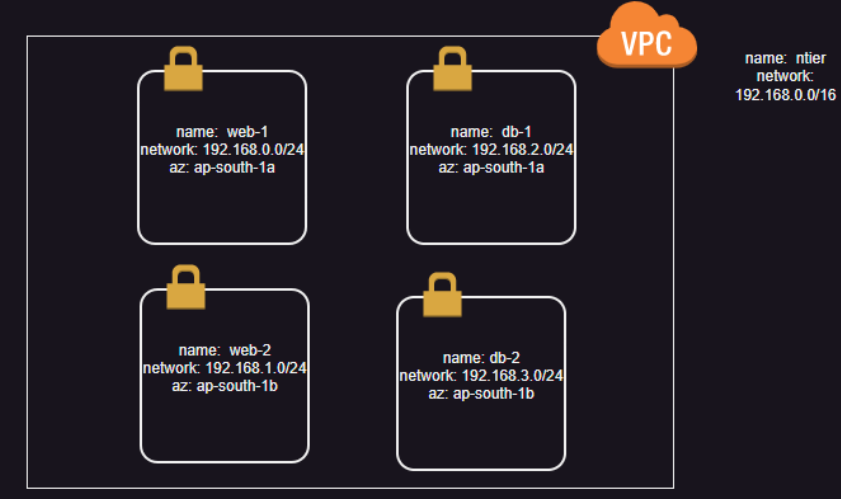 VPC
name: ntier
network:
192.168.0.0/16
name: web-1
network: 192.168.0.0/24
az: ap-south-1a
name: db-1
network: 192.168.2.0/24
az: ap-south-1a
name: web-2
network: 192.168.1.0/24
az: ap-south-1b
name: db-2
network: 192.168.3.0/24
az: ap-south-1b